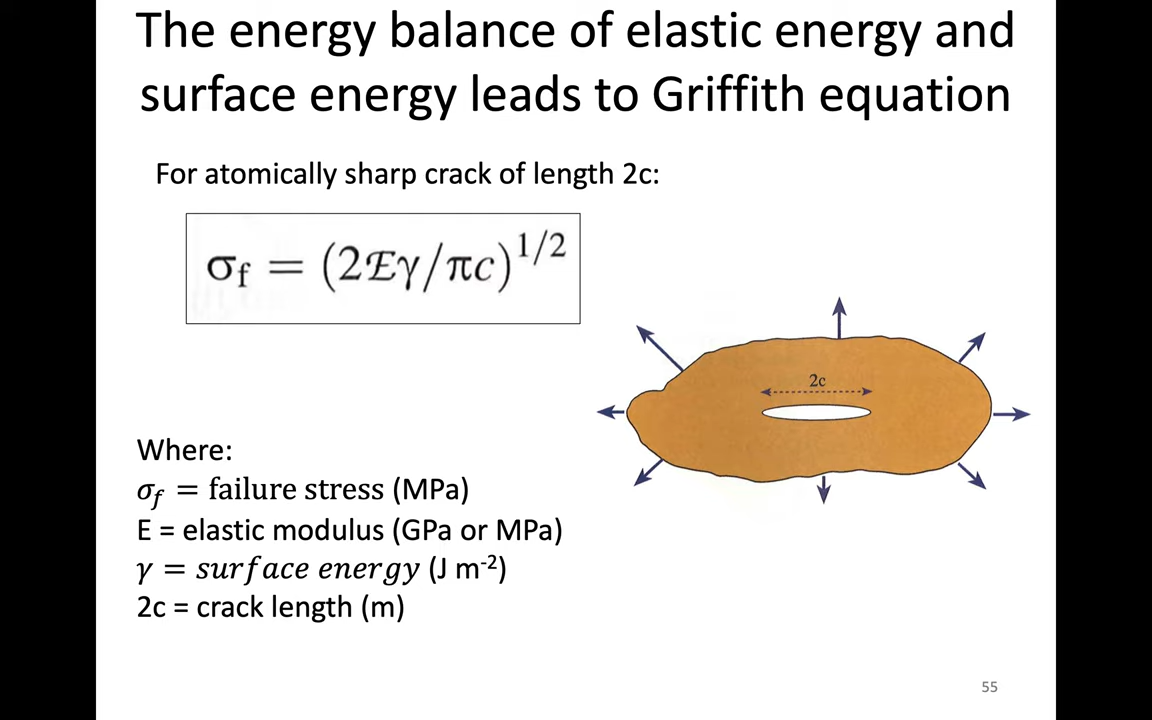 The energy balance of elastic energy and
surface energy leads to Griffith equation
For atomically sharp crack of length 2c:
σf = (2Eγ/πc)^1/2
2c
Where:
σf = failure stress (MPa)
E = elastic modulus (GPa or MPa)
γ = surface energy (J m-2)
2c = crack length (m)
55